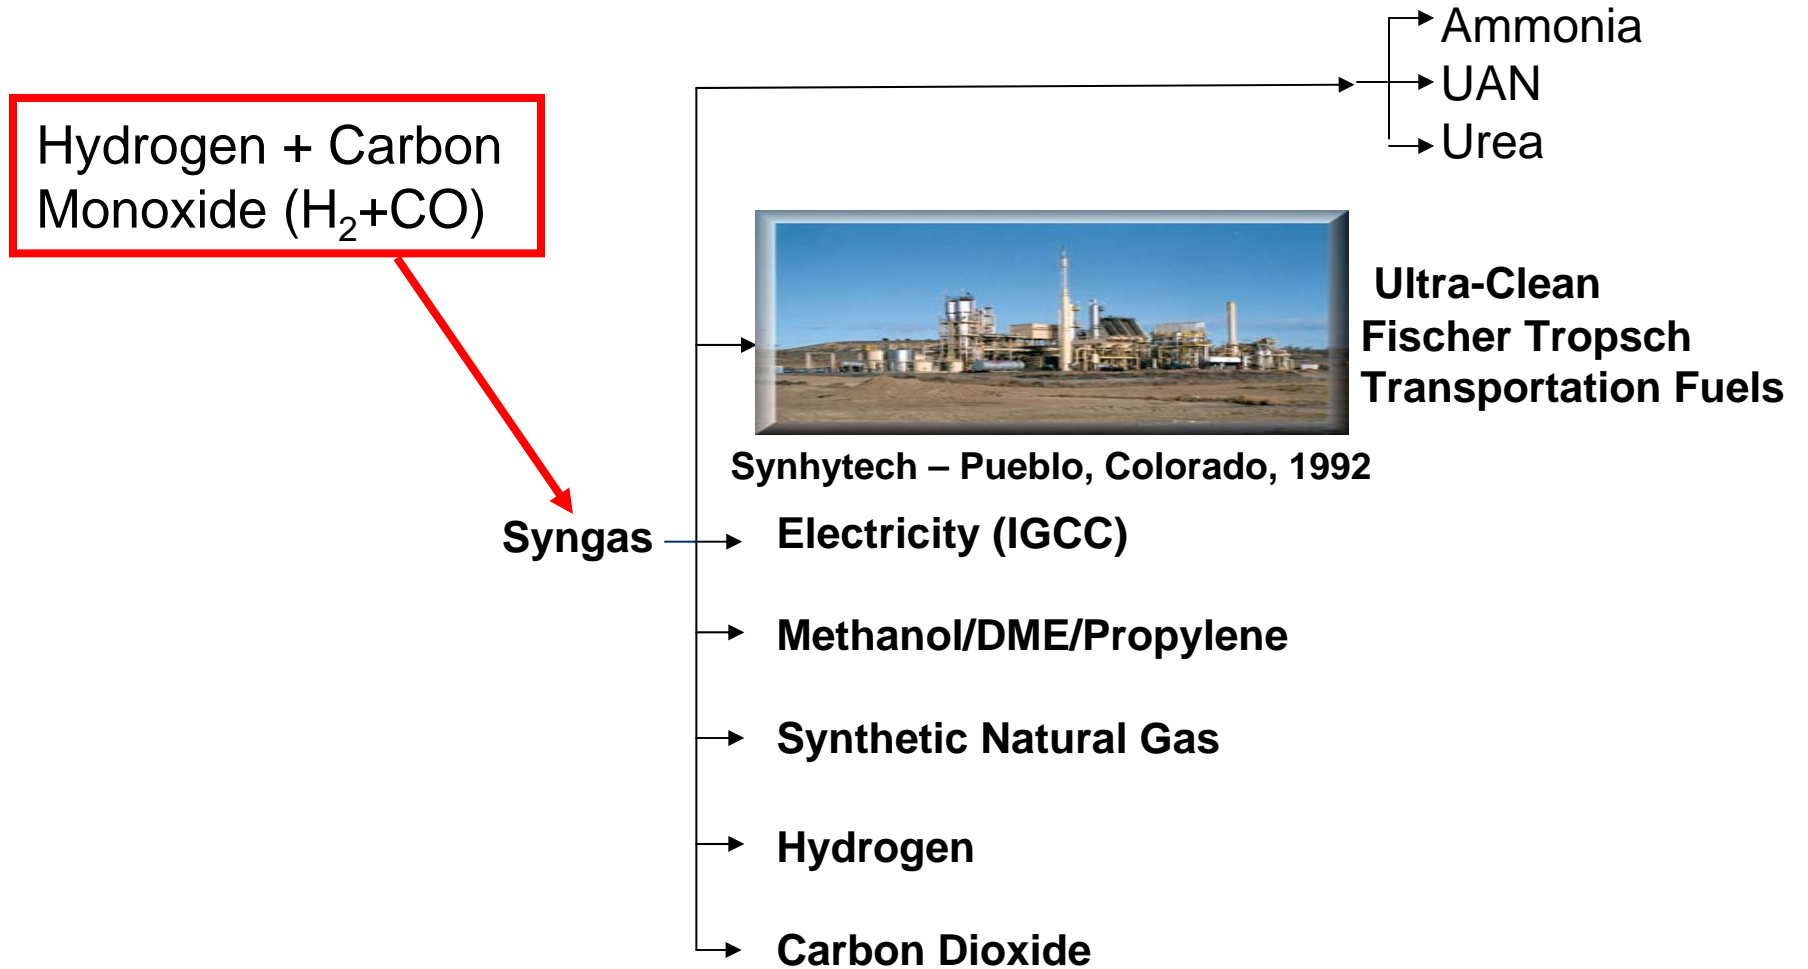 Ammonia
UAN
Urea
Hydrogen + Carbon
Monoxide (H₂+CO)
Ultra-Clean
Fischer Tropsch
Transportation Fuels
Synhytech – Pueblo, Colorado, 1992
Syngas
Electricity (IGCC)
Methanol/DME/Propylene
Synthetic Natural Gas
Hydrogen
Carbon Dioxide